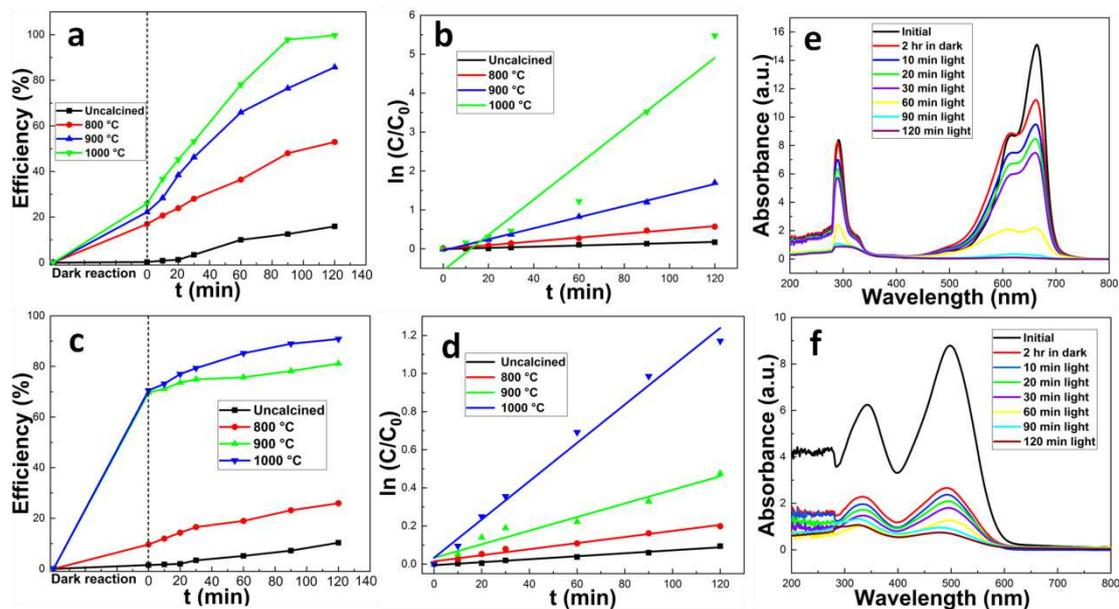 a
Efficiency (%)
100
80
60
40
20
0
Uncalcined
800 °C
900 °C
1000 °C
Dark reaction
0 20 40 60 80 100 120 140
t (min)
b
ln (C/C0)
6
5
4
3
2
1
0
-1
Uncalcined
800 °C
900 °C
1000 °C
0 20 40 60 80 100 120
t (min)
e
Absorbance (a.u.)
16
14
12
10
8
6
4
2
0
Initial
2 hr in dark
10 min light
20 min light
30 min light
60 min light
90 min light
120 min light
200 300 400 500 600 700 800
Wavelength (nm)
c
Efficiency (%)
100
80
60
40
20
0
Uncalcined
800 °C
900 °C
1000 °C
Dark reaction
0 20 40 60 80 100 120 140
t (min)
d
ln (C/C0)
1.2
1.0
0.8
0.6
0.4
0.2
0.0
Uncalcined
800 °C
900 °C
1000 °C
0 20 40 60 80 100 120
t (min)
f
Absorbance (a.u.)
10
8
6
4
2
0
Initial
2 hr in dark
10 min light
20 min light
30 min light
60 min light
90 min light
120 min light
200 300 400 500 600 700 800
Wavelength (nm)